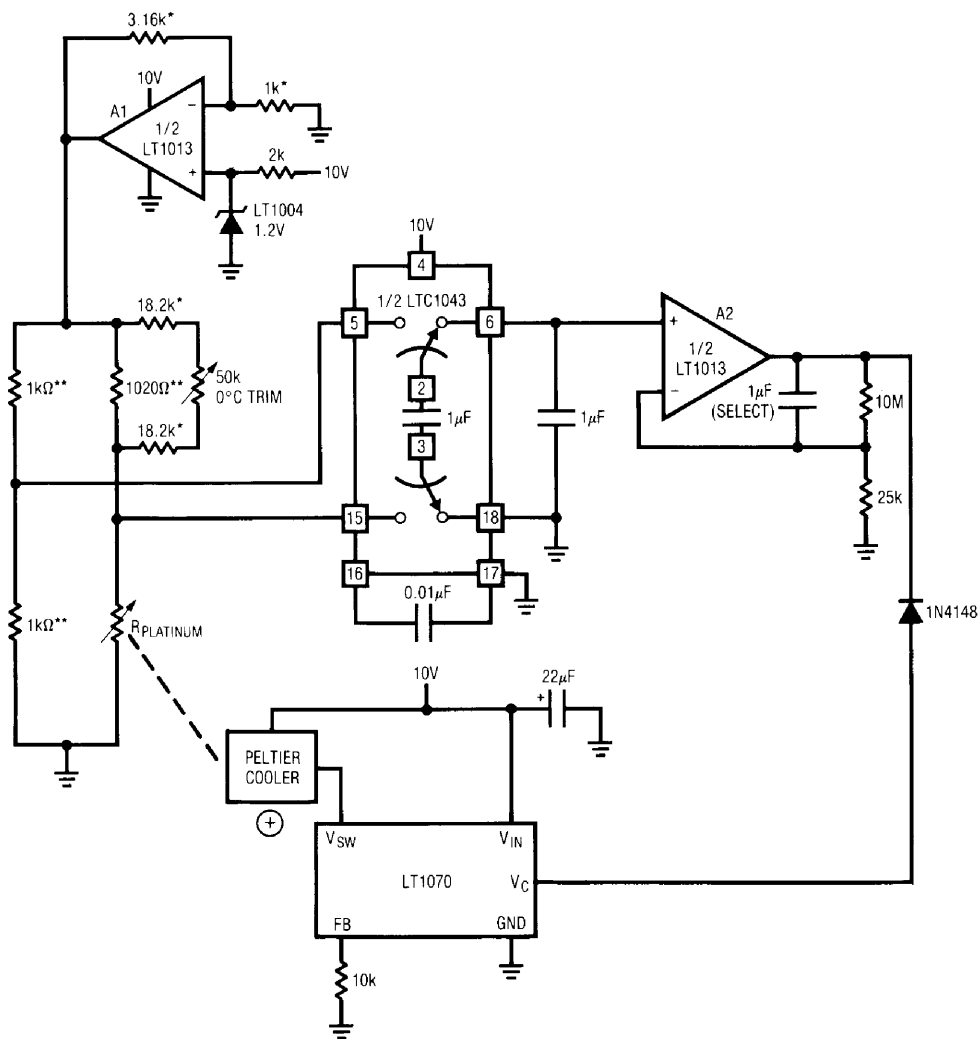 3.16k*
10V
A1
1k*
1/2
LT1013
−
+
2k
10V
LT1004
1.2V
10V
4
18.2k*
1/2 LTC1043
5
6
A2
+
1/2
LT1013
−
1kΩ**
1020Ω**
50k
0°C TRIM
2
1µF
3
1µF
1µF
(SELECT)
10M
18.2k*
25k
15
18
16
17
0.01µF
1kΩ**
RPLATINUM
1N4148
10V
22µF
+
PELTIER
COOLER
+
VSW
VIN
LT1070
VC
FB
GND
10k